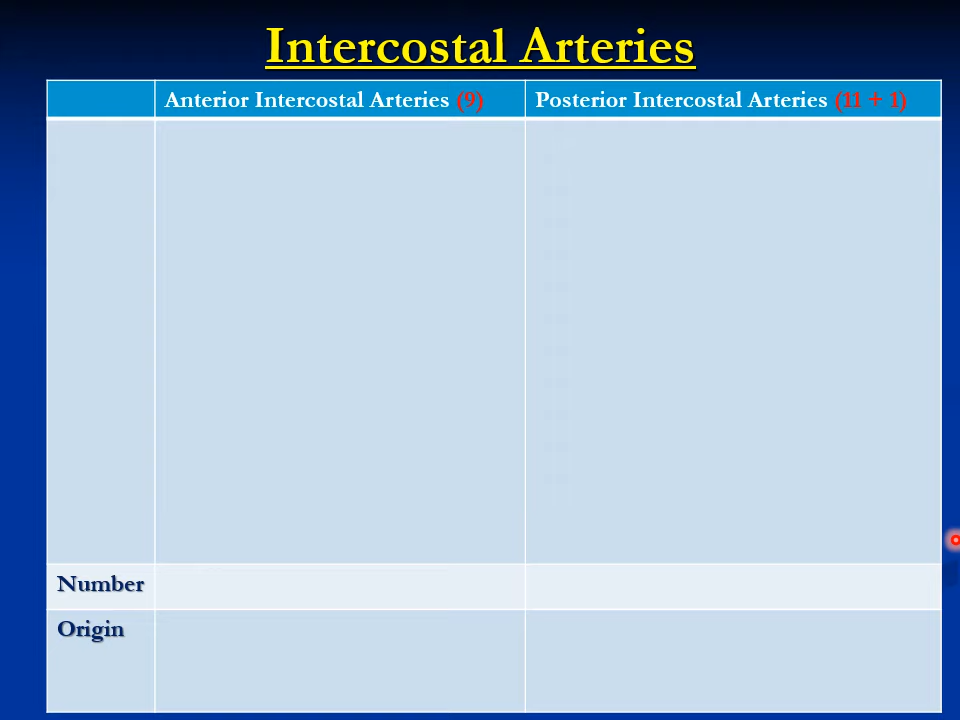 Intercostal Arteries
Anterior Intercostal Arteries (9)
Posterior Intercostal Arteries (11 + 1)
Number
Origin